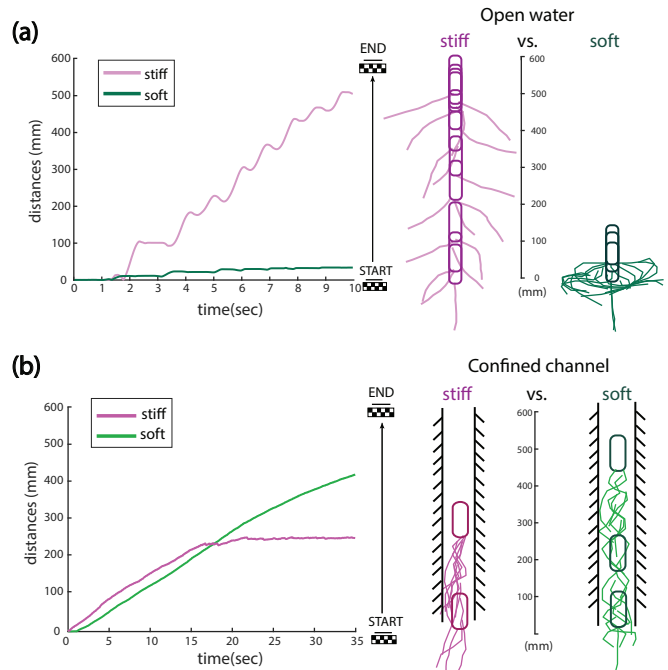 (a)
Open water
stiff vs. soft
600
500
400
300
200
100
0
distances (mm)
stiff
soft
0 1 2 3 4 5 6 7 8 9 10
time(sec)
END
START
600
500
400
300
200
100
0
(mm)
(b)
Confined channel
stiff vs. soft
600
500
400
300
200
100
0
distances (mm)
stiff
soft
0 5 10 15 20 25 30 35
time(sec)
END
START
600
500
400
300
200
100
(mm)